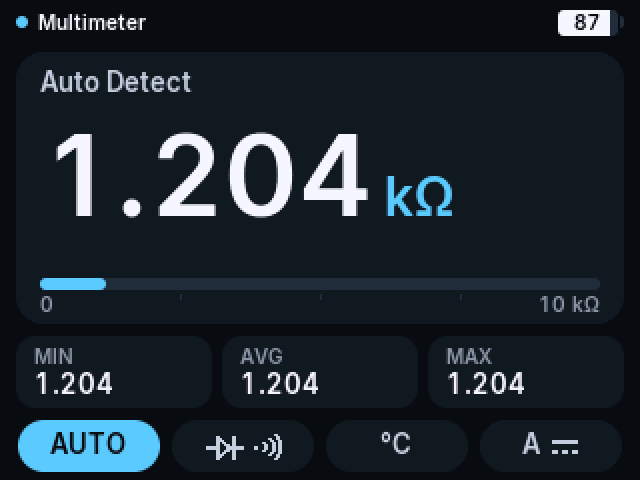 Multimeter
87
Auto Detect
1.204 kΩ
0
10 kΩ
MIN
1.204
AVG
1.204
MAX
1.204
AUTO
°C
A